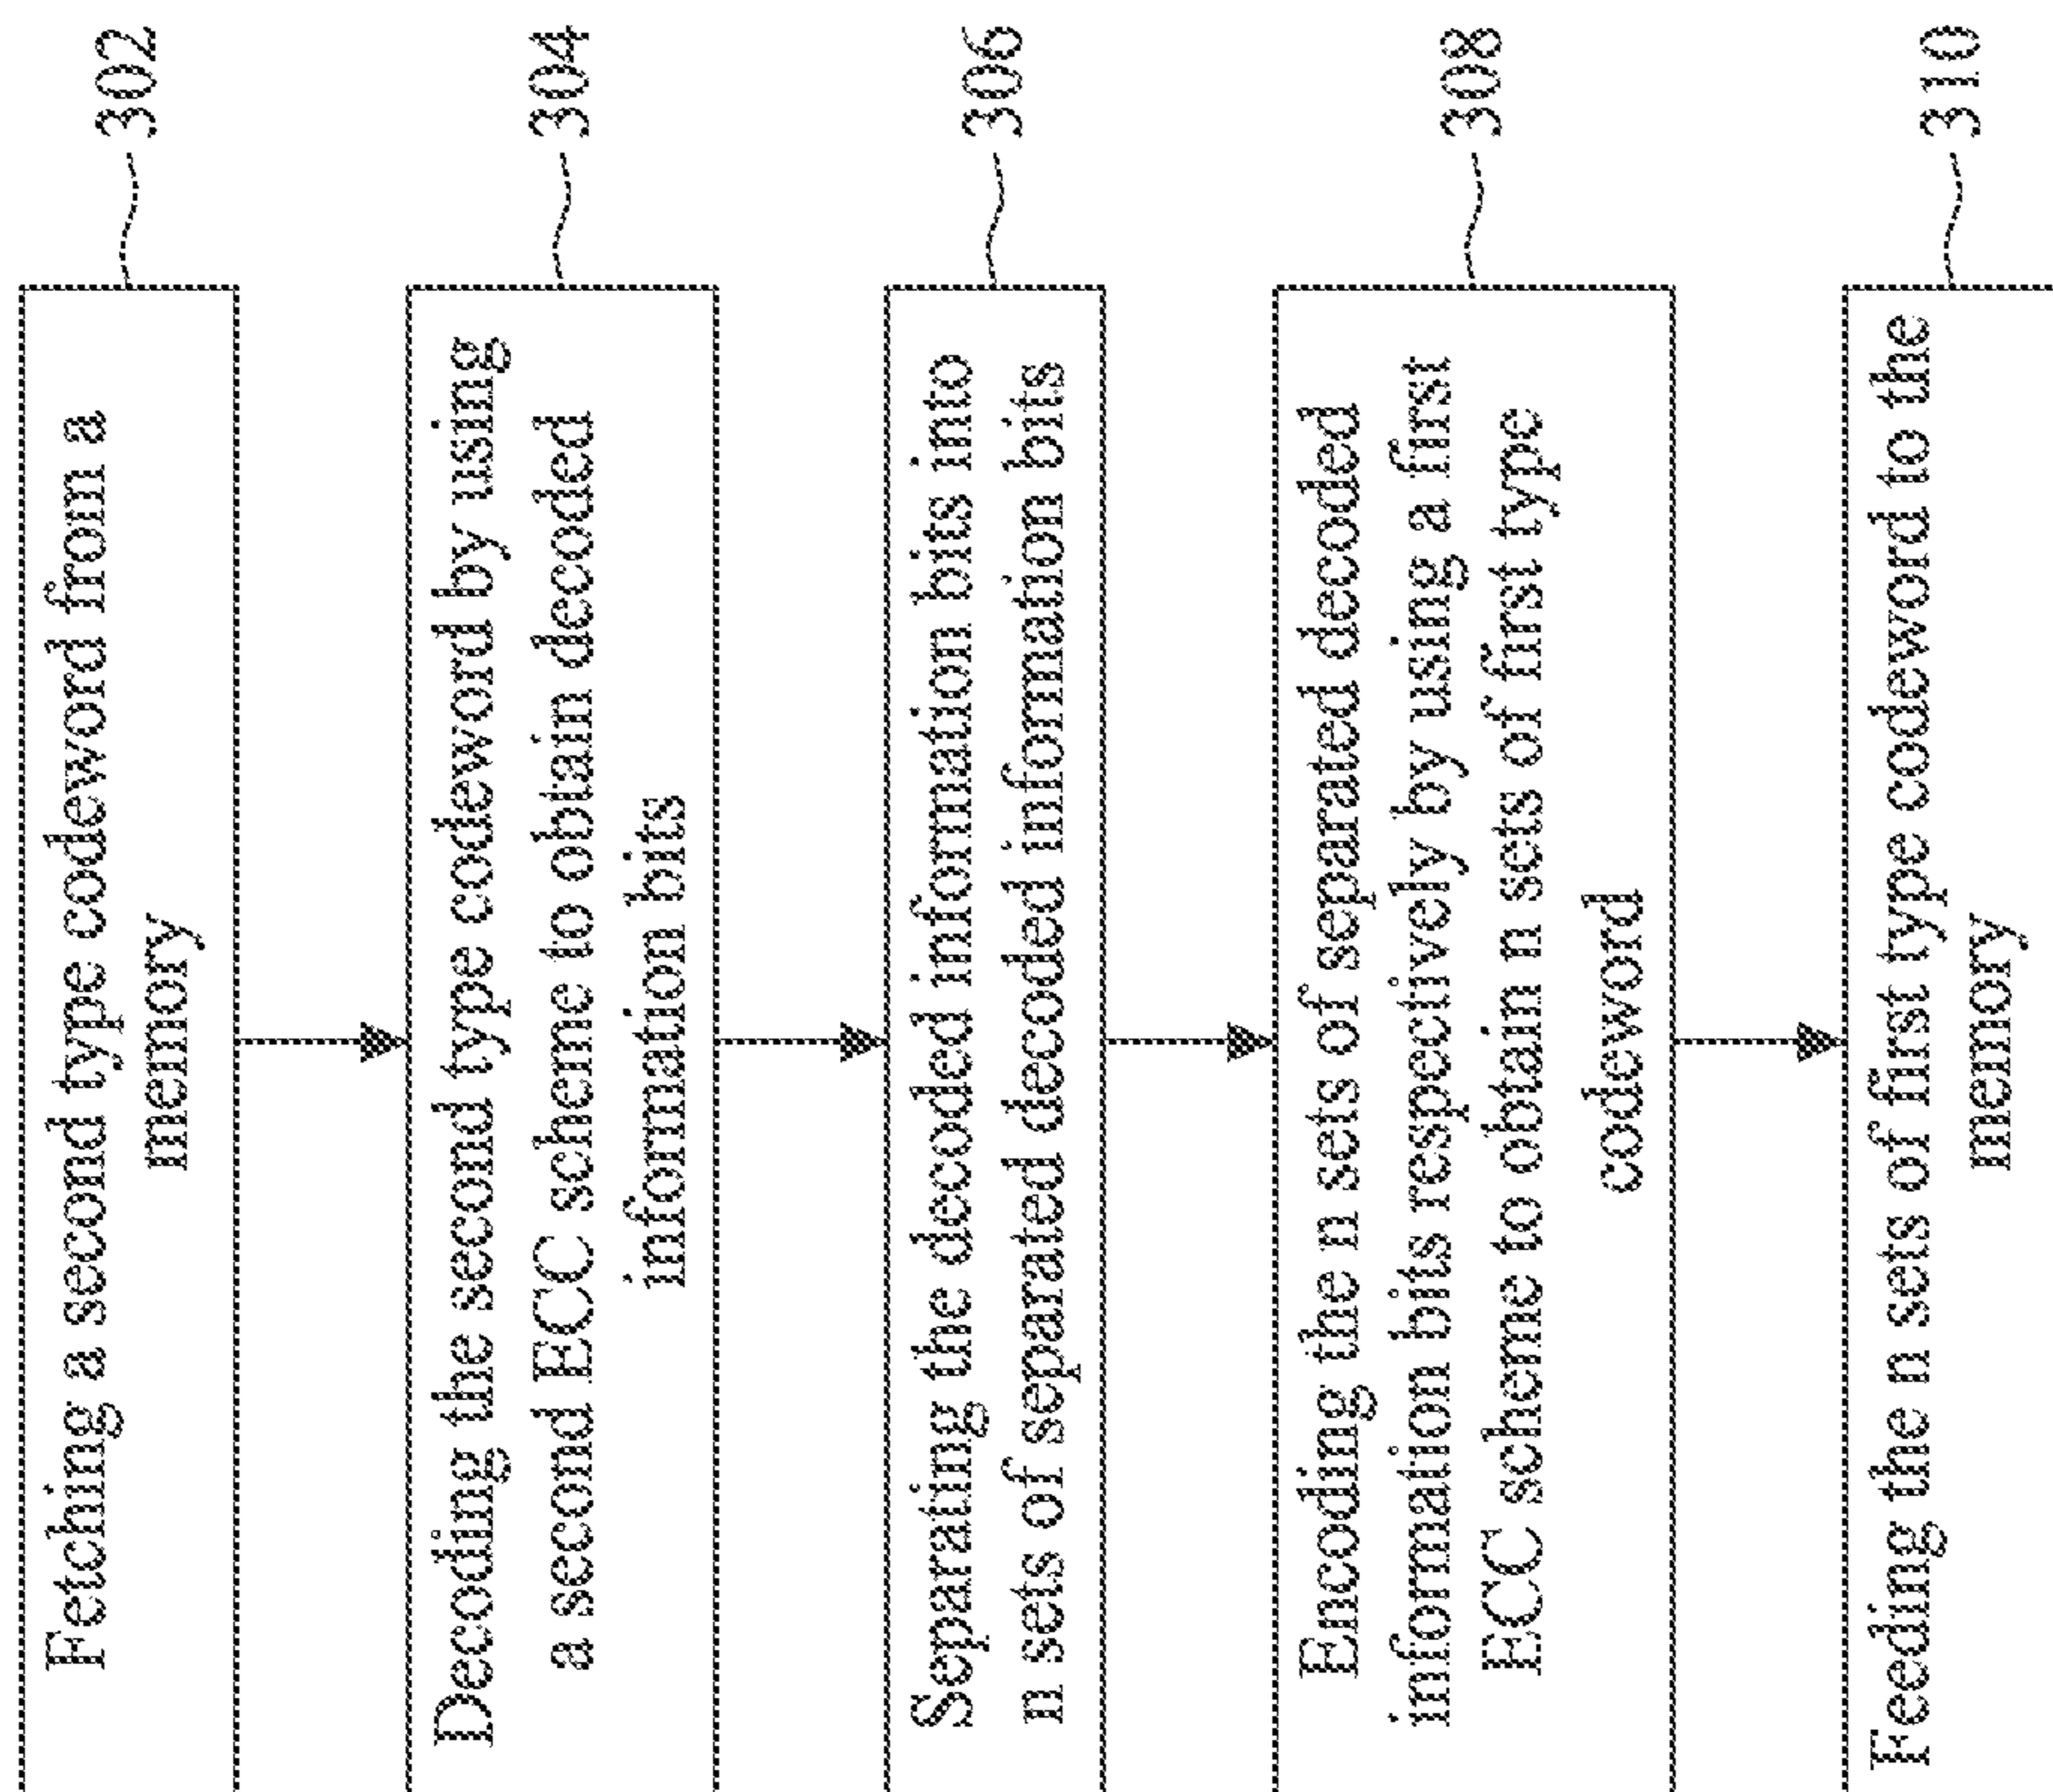 Fetching a second type codeword from a
memory
302
Decoding the second type codeword by using
a second ECC scheme to obtain decoded
information bits
304
Separating the decoded information bits into
n sets of separated decoded information bits
306
Encoding the n sets of separated decoded
information bits respectively by using a first
ECC scheme to obtain n sets of first type
codeword
308
Feeding the n sets of first type codeword to the
memory
310